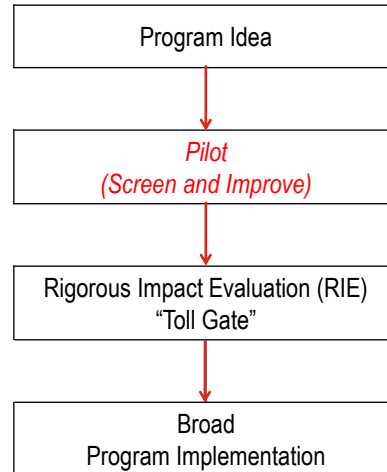 Program Idea
Pilot
(Screen and Improve)
Rigorous Impact Evaluation (RIE)
“Toll Gate”
Broad
Program Implementation